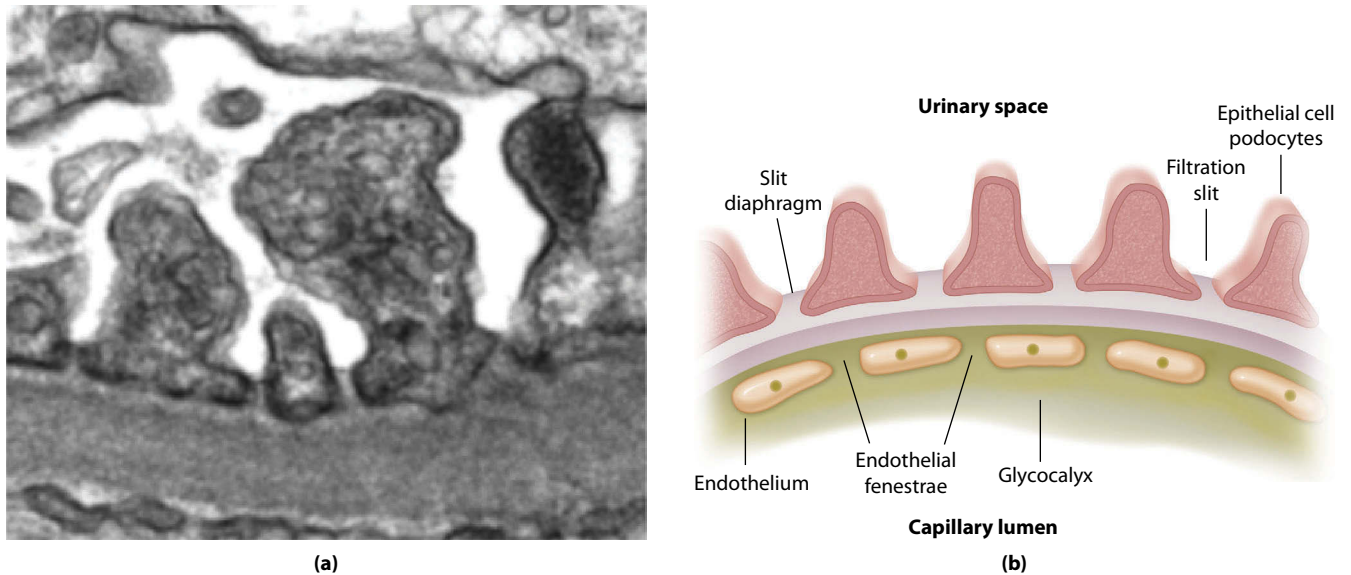 Urinary space
Epithelial cell
podocytes
Slit
diaphragm
Filtration
slit
Endothelium
Endothelial
fenestrae
Glycocalyx
Capillary lumen
(a)
(b)